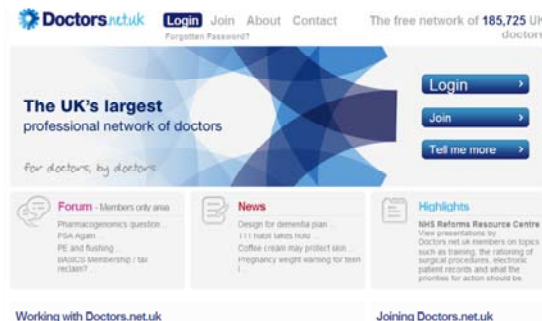 Doctors.net.uk
Login Join About Contact
Forgotten Password?
The free network of 185,725 UK
doctors
The UK's largest
professional network of doctors
for doctors, by doctors
Login
Join
Tell me more
Forum - Members only area
Pharmacogenomics question ...
PSA Again ...
PE and flushing ...
BASICS Membership / tax
reclaim? ...
News
Design for dementia plan ...
111 habit takes hold ...
Coffee cream may protect skin ...
Pregnancy weight warning for teen
Highlights
NHS Reforms Resource Centre
View presentations by
Doctors.net.uk members on topics
such as training, the rationing of
surgical procedures, electronic
patient records and what the
priorities for action should be.
Working with Doctors.net.uk
Joining Doctors.net.uk